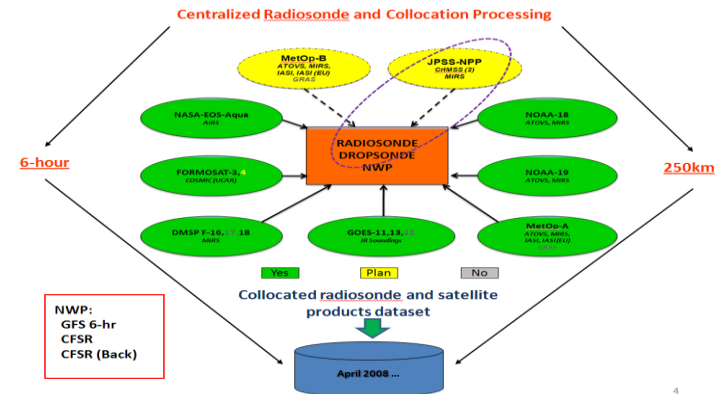 Centralized Radiosonde and Collocation Processing
MetOp-B
ATOVS, MIRS,
IASI, IASI (EU)
GRAS
JPSS-NPP
CrIMSS (2)
MIRS
NASA-EOS-Aqua
AIRS
NOAA-18
ATOVS, MIRS
RADIOSONDE
DROPSONDE
NWP
6-hour
250km
FORMOSAT-3,4
COSMIC (UCAR)
NOAA-19
ATOVS, MIRS
DMSP F-16,17,18
MIRS
GOES-11,13,12
IR Soundings
MetOp-A
ATOVS, MIRS,
IASI, IASI (EU)
GRAS
Yes
Plan
No
Collocated radiosonde and satellite
products dataset
NWP:
GFS 6-hr
CFSR
CFSR (Back)
April 2008 ...
4